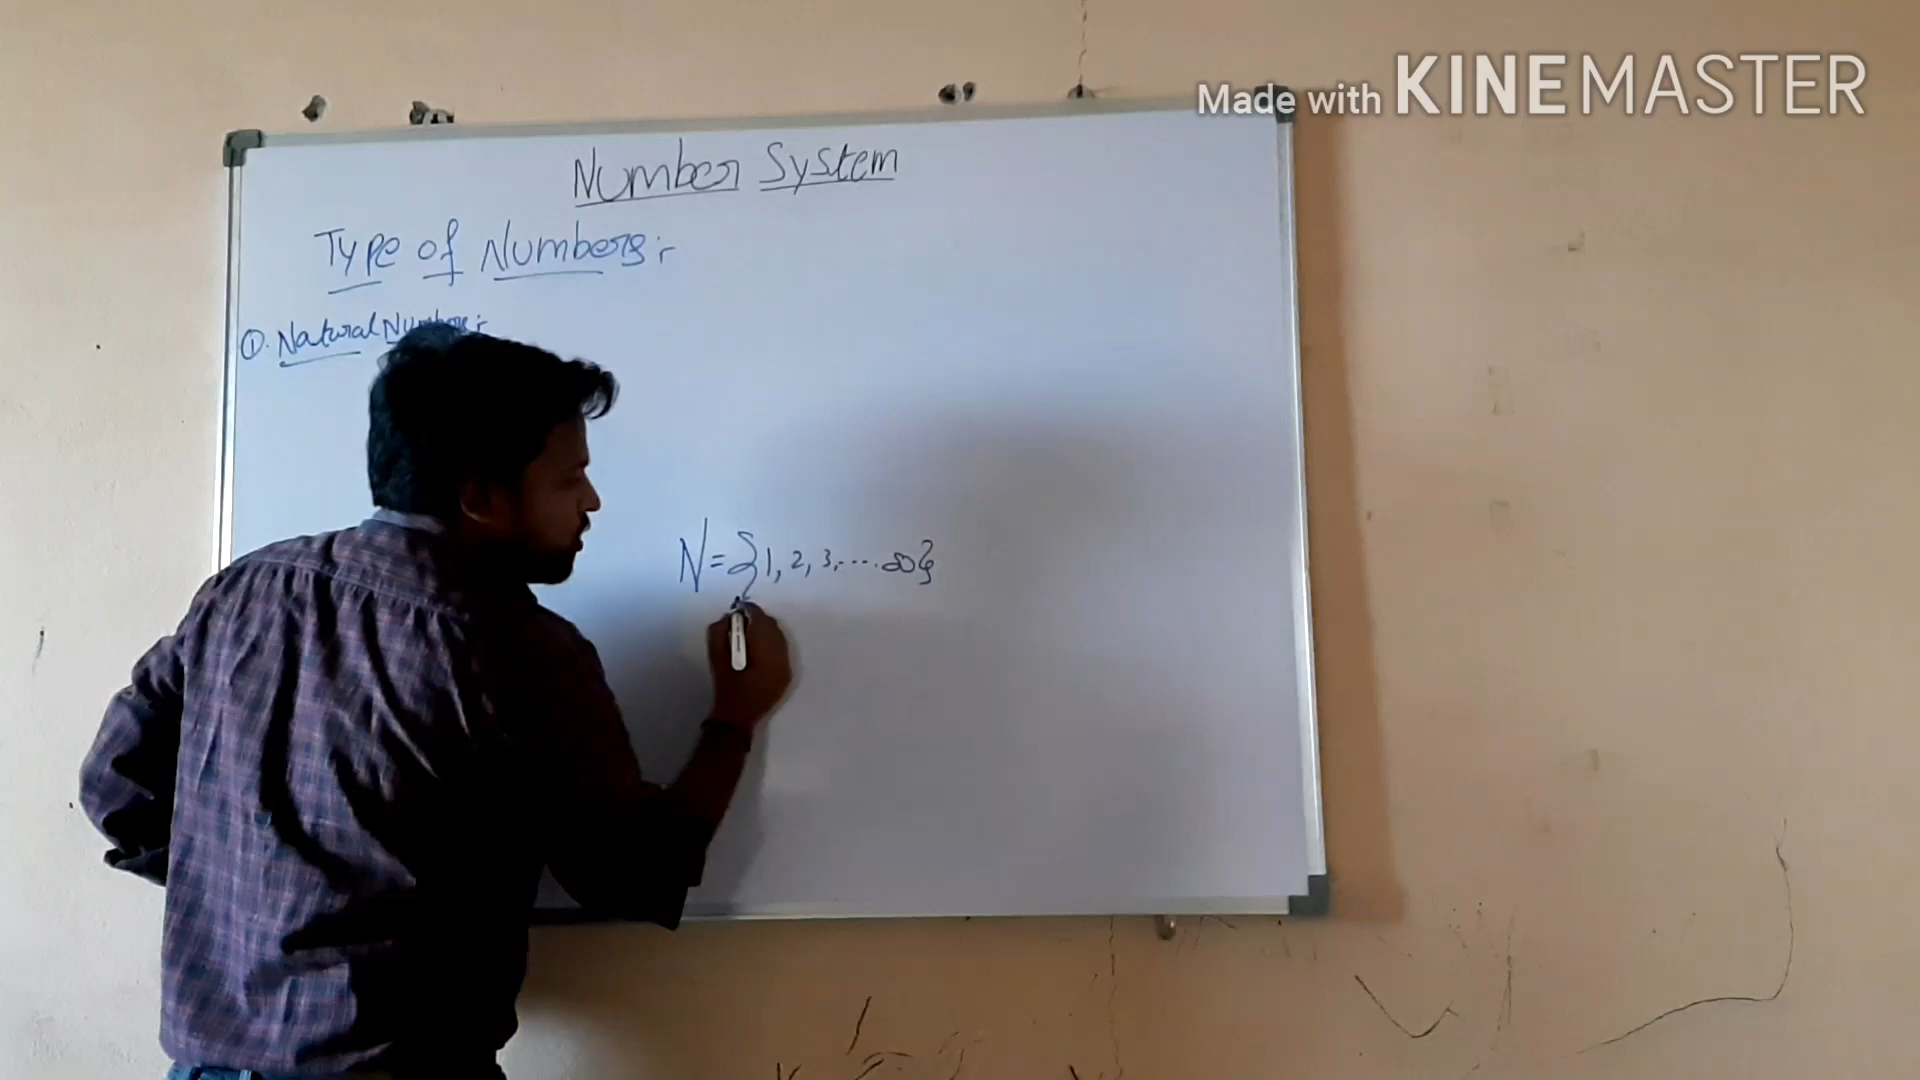 Made with KINEMASTER
Number System
Type of Numbers:-
①. Natural Numbers:-
N = {1, 2, 3, .... ∞}